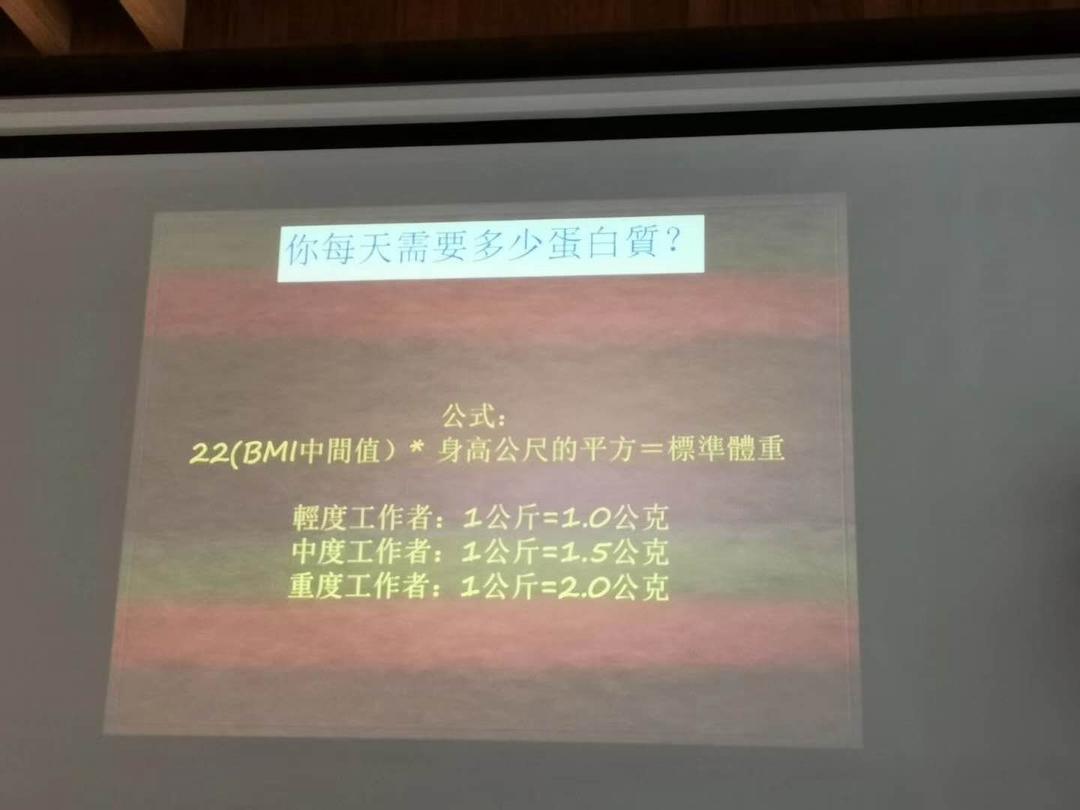 你每天需要多少蛋白質？
公式：
22(BMI中間值）* 身高公尺的平方＝標準體重
輕度工作者：1公斤=1.0公克
中度工作者：1公斤=1.5公克
重度工作者：1公斤=2.0公克